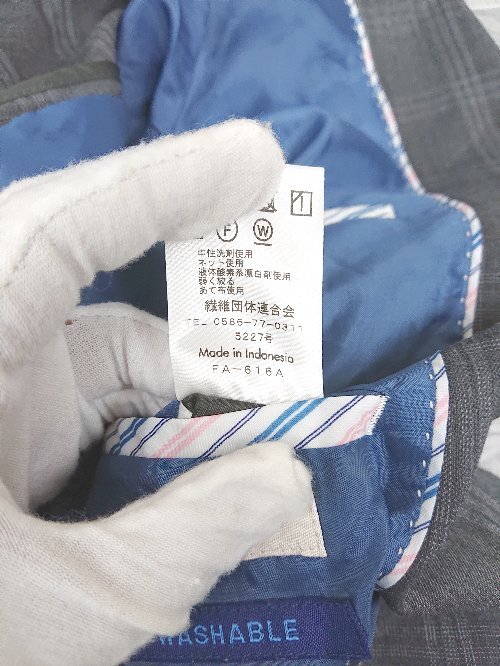 F W
中性洗剤使用
ネット使用
液体酸素系漂白剤使用
弱く絞る
あて布使用
繊維団体連合会
TEL 0566-77-0311
5227号
Made in Indonesia
FA-616A
WASHABLE